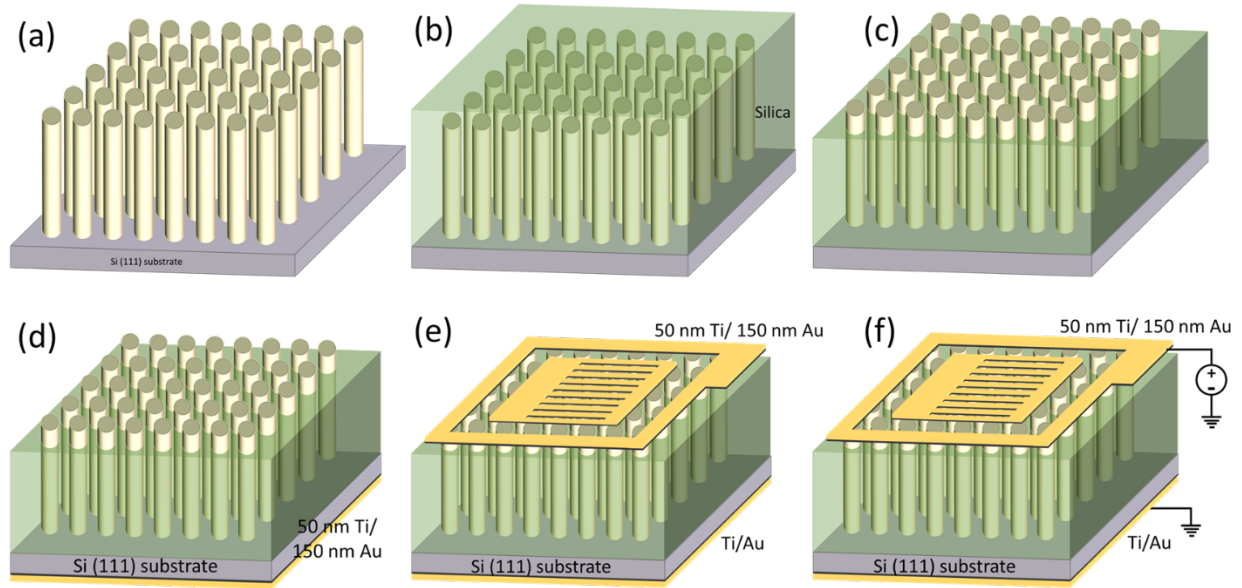 (a)
(b)
(c)
Silica
Si (111) substrate
(d)
(e)
(f)
50 nm Ti/ 150 nm Au
50 nm Ti/ 150 nm Au
+
-
50 nm Ti/
150 nm Au
Ti/Au
Ti/Au
Si (111) substrate
Si (111) substrate
Si (111) substrate